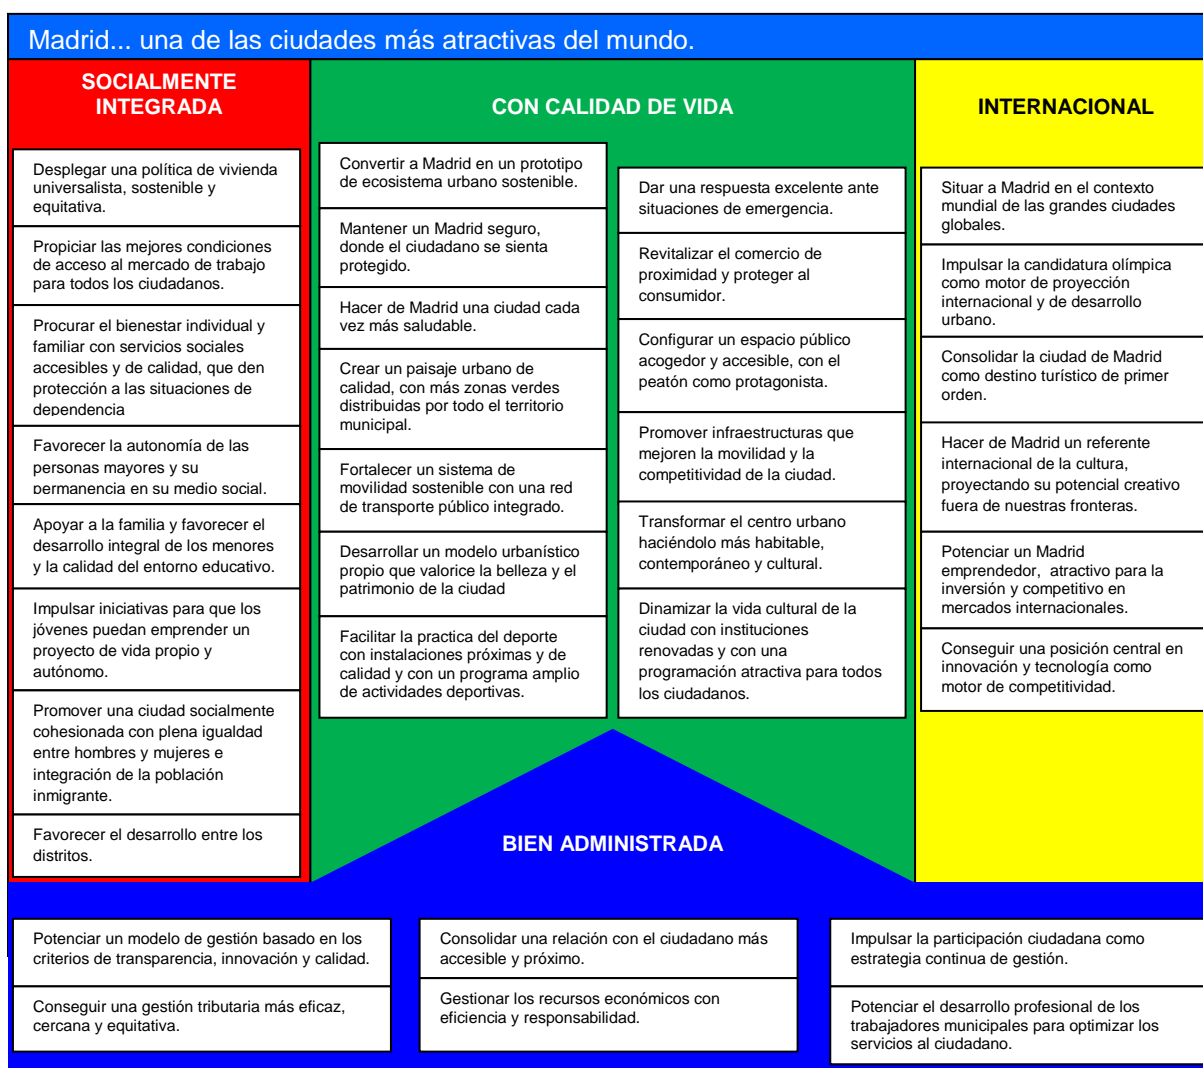 Madrid... una de las ciudades más atractivas del mundo.
SOCIALMENTE
INTEGRADA
Desplegar una política de vivienda
universalista, sostenible y
equitativa.
Propiciar las mejores condiciones
de acceso al mercado de trabajo
para todos los ciudadanos.
Procurar el bienestar individual y
familiar con servicios sociales
accesibles y de calidad, que den
protección a las situaciones de
dependencia
Favorecer la autonomía de las
personas mayores y su
permanencia en su medio social.
Apoyar a la familia y favorecer el
desarrollo integral de los menores
y la calidad del entorno educativo.
Impulsar iniciativas para que los
jóvenes puedan emprender un
proyecto de vida propio y
autónomo.
Promover una ciudad socialmente
cohesionada con plena igualdad
entre hombres y mujeres e
integración de la población
inmigrante.
Favorecer el desarrollo entre los
distritos.
CON CALIDAD DE VIDA
Convertir a Madrid en un prototipo
de ecosistema urbano sostenible.
Mantener un Madrid seguro,
donde el ciudadano se sienta
protegido.
Hacer de Madrid una ciudad cada
vez más saludable.
Crear un paisaje urbano de
calidad, con más zonas verdes
distribuidas por todo el territorio
municipal.
Fortalecer un sistema de
movilidad sostenible con una red
de transporte público integrado.
Desarrollar un modelo urbanístico
propio que valorice la belleza y el
patrimonio de la ciudad
Facilitar la practica del deporte
con instalaciones próximas y de
calidad y con un programa amplio
de actividades deportivas.
Dar una respuesta excelente ante
situaciones de emergencia.
Revitalizar el comercio de
proximidad y proteger al
consumidor.
Configurar un espacio público
acogedor y accesible, con el
peatón como protagonista.
Promover infraestructuras que
mejoren la movilidad y la
competitividad de la ciudad.
Transformar el centro urbano
haciéndolo más habitable,
contemporáneo y cultural.
Dinamizar la vida cultural de la
ciudad con instituciones
renovadas y con una
programación atractiva para todos
los ciudadanos.
INTERNACIONAL
Situar a Madrid en el contexto
mundial de las grandes ciudades
globales.
Impulsar la candidatura olímpica
como motor de proyección
internacional y de desarrollo
urbano.
Consolidar la ciudad de Madrid
como destino turístico de primer
orden.
Hacer de Madrid un referente
internacional de la cultura,
proyectando su potencial creativo
fuera de nuestras fronteras.
Potenciar un Madrid
emprendedor, atractivo para la
inversión y competitivo en
mercados internacionales.
Conseguir una posición central en
innovación y tecnología como
motor de competitividad.
BIEN ADMINISTRADA
Potenciar un modelo de gestión basado en los
criterios de transparencia, innovación y calidad.
Conseguir una gestión tributaria más eficaz,
cercana y equitativa.
Consolidar una relación con el ciudadano más
accesible y próximo.
Gestionar los recursos económicos con
eficiencia y responsabilidad.
Impulsar la participación ciudadana como
estrategia continua de gestión.
Potenciar el desarrollo profesional de los
trabajadores municipales para optimizar los
servicios al ciudadano.